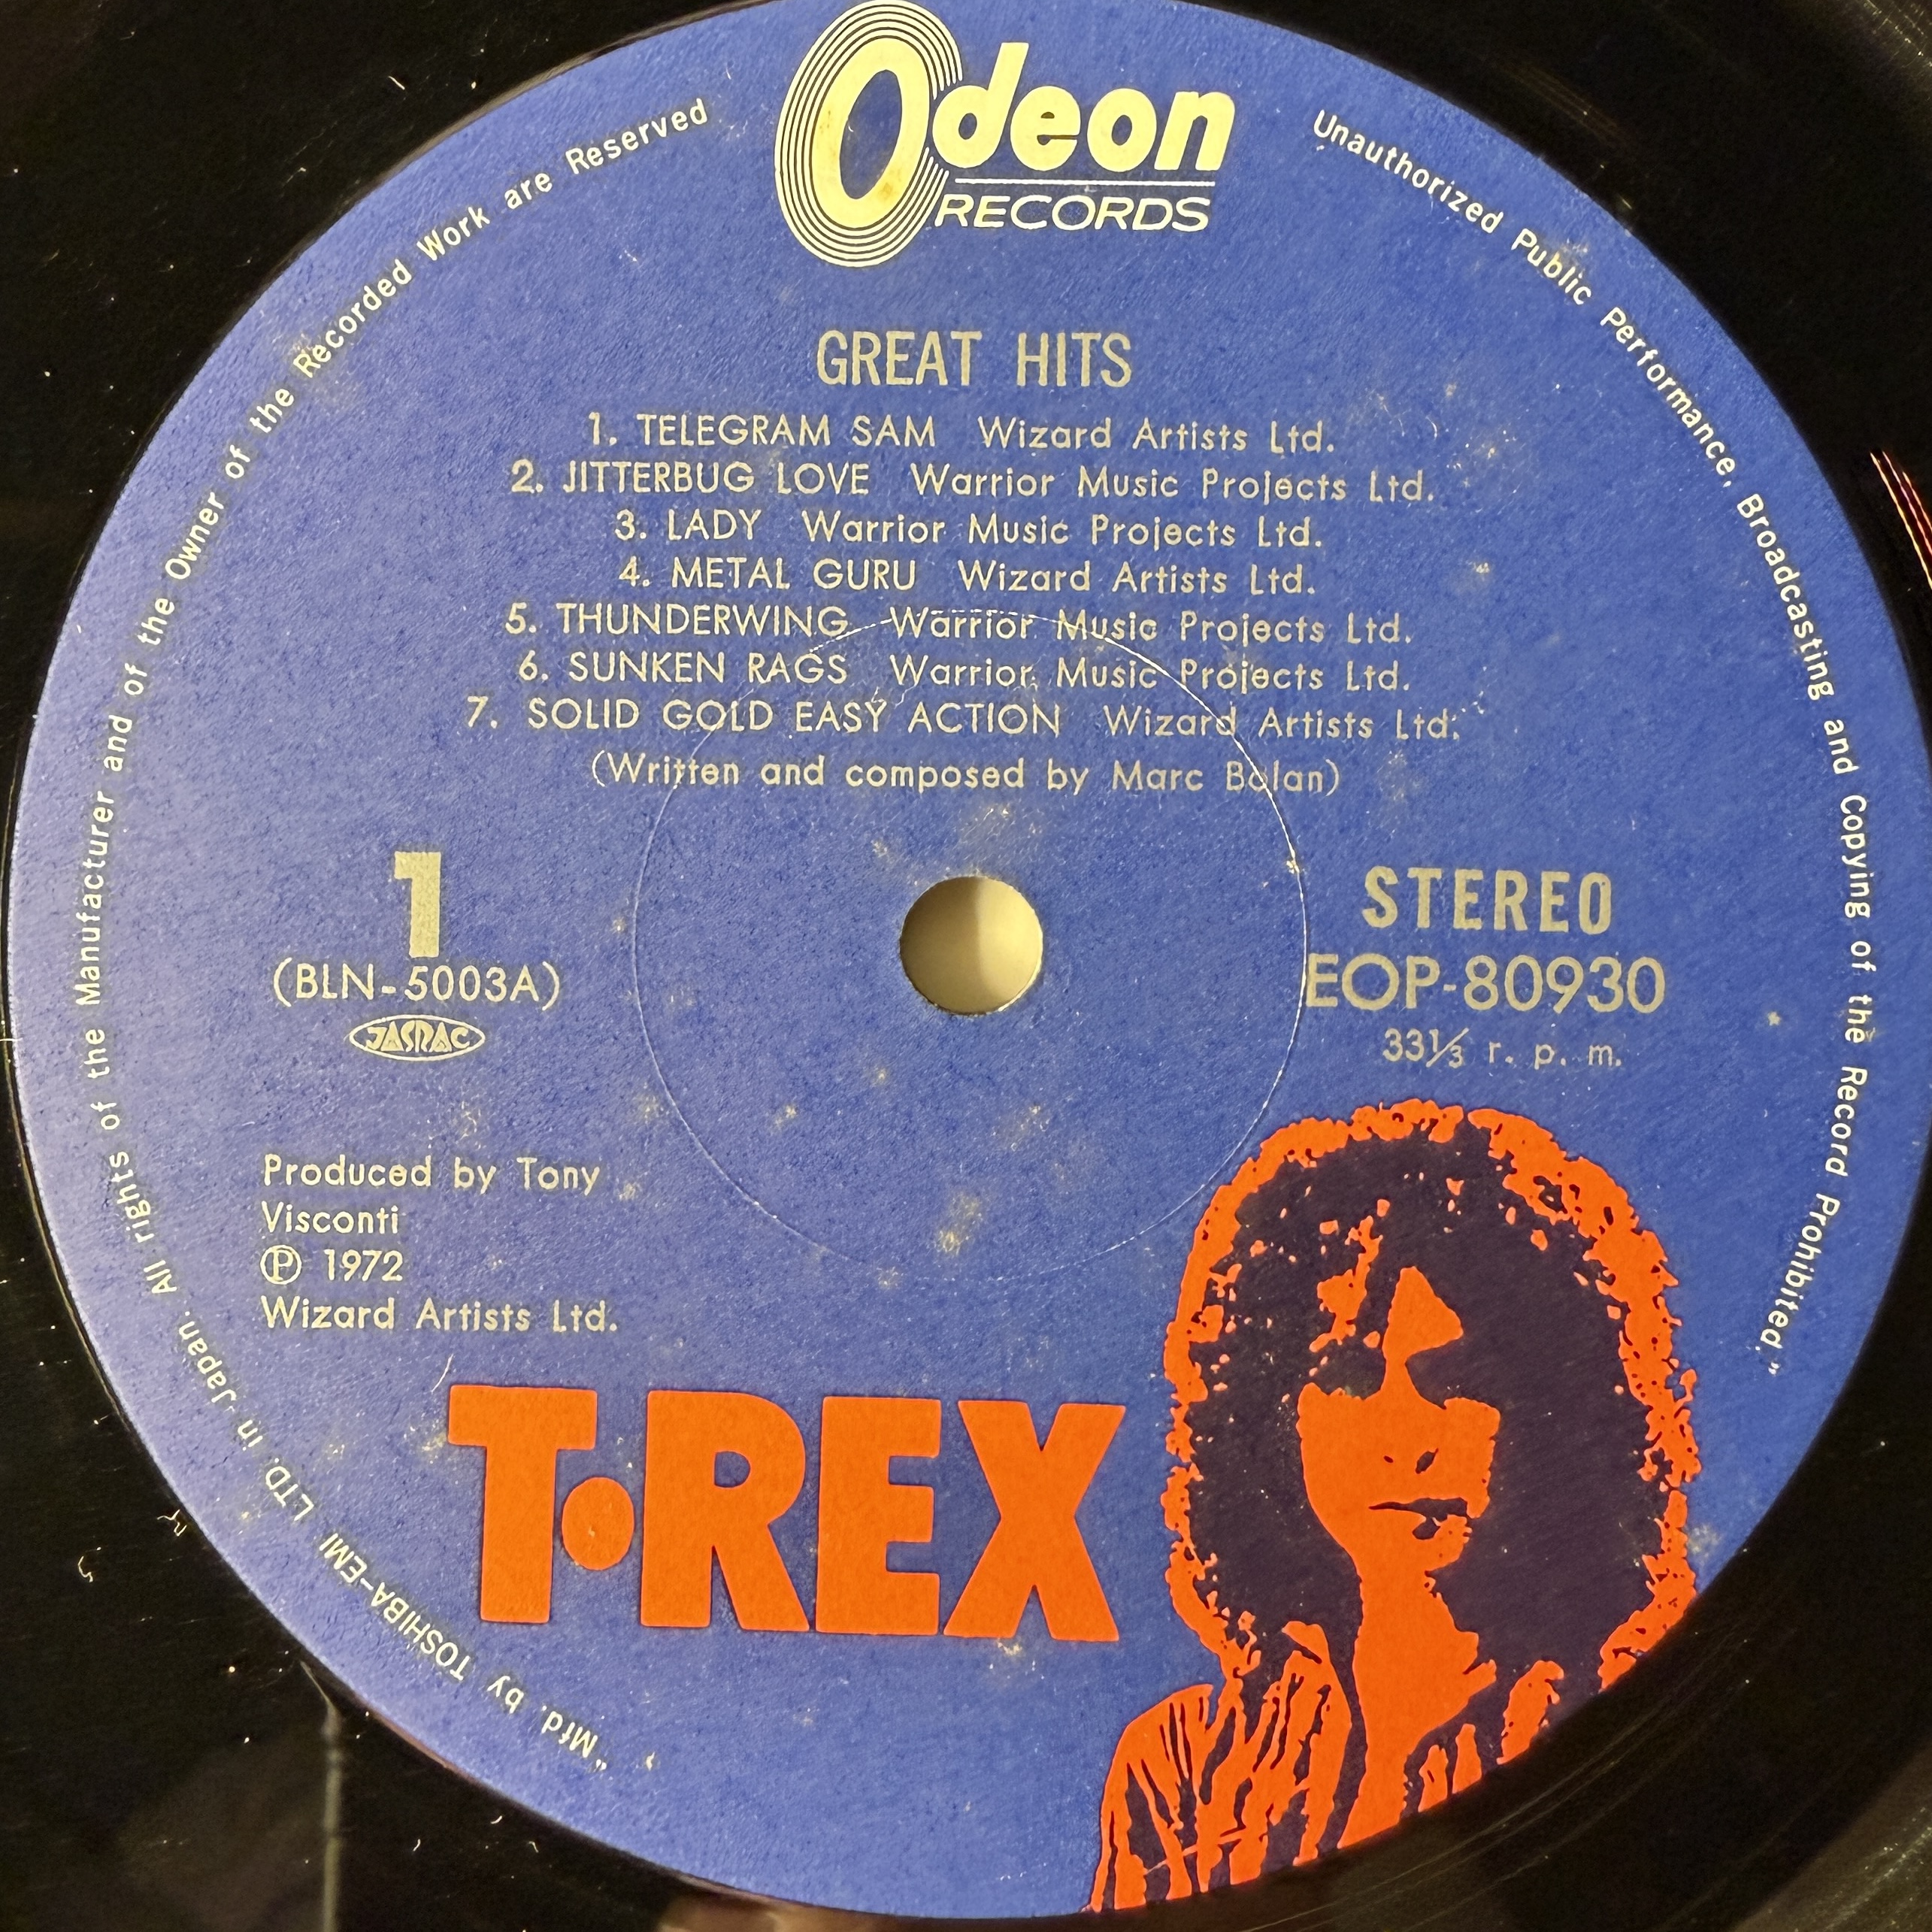 Odeon
RECORDS
GREAT HITS
1. TELEGRAM SAM Wizard Artists Ltd.
2. JITTERBUG LOVE Warrior Music Projects Ltd.
3. LADY Warrior Music Projects Ltd.
4. METAL GURU Wizard Artists Ltd.
5. THUNDERWING Warrior Music Projects Ltd.
6. SUNKEN RAGS Warrior Music Projects Ltd.
7. SOLID GOLD EASY ACTION Wizard Artists Ltd.
(Written and composed by Marc Bolan)
1
(BLN-5003A)
JASRAC
STEREO
EOP-80930
33⅓ r. p. m.
Produced by Tony
Visconti
Ⓟ 1972
Wizard Artists Ltd.
T·REX
"Mfd. by TOSHIBA-EMI LTD. in Japan. All rights of the Manufacturer and of the Owner of the Recorded Work are Reserved
Unauthorized Public Performance, Broadcasting and Copying of the Record Prohibited."